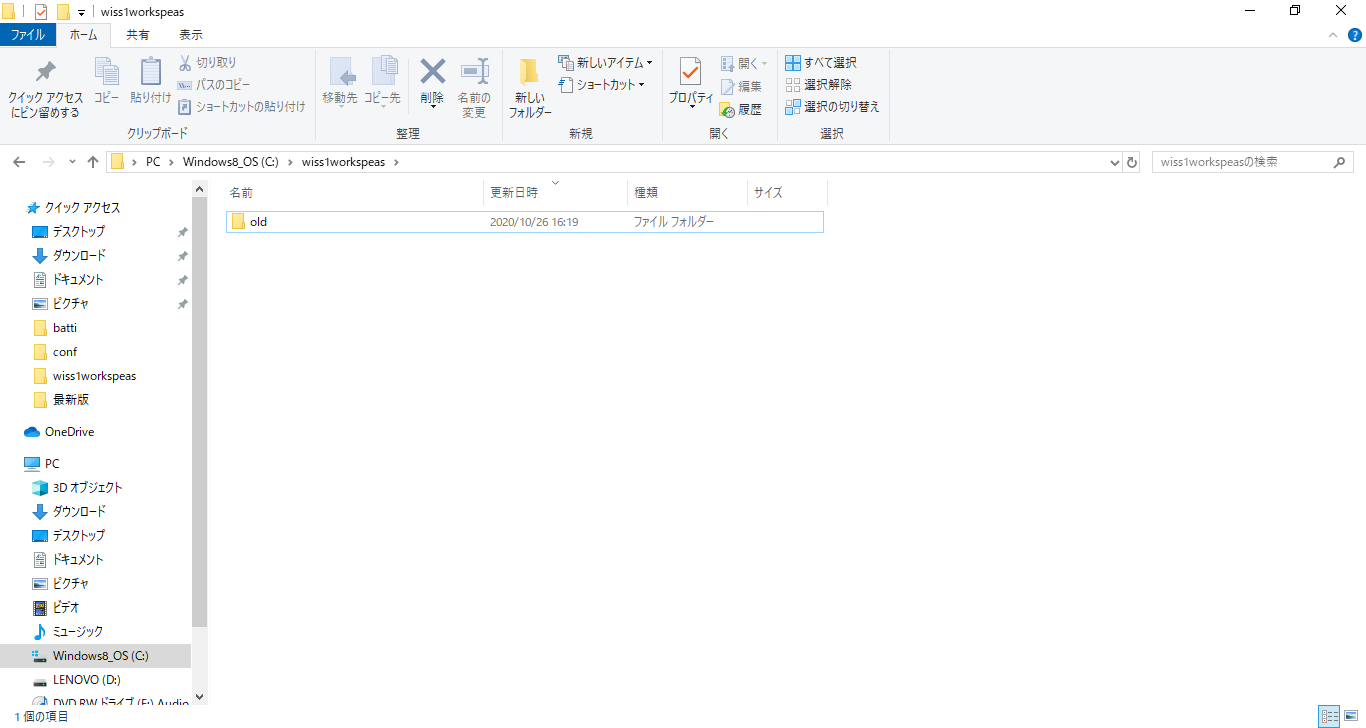 wiss1workspeas
ファイル ホーム 共有 表示
クイック アクセス
にピン留めする
コピー
貼り付け
切り取り
パスのコピー
ショートカットの貼り付け
クリップボード
移動先
コピー先
削除
名前の
変更
整理
新しい
フォルダー
新しいアイテム
ショートカット
新規
プロパティ
開く
編集
履歴
開く
すべて選択
選択解除
選択の切り替え
選択
PC Windows8_OS (C:) wiss1workspeas
wiss1workspeasの検索
名前 更新日時 種類 サイズ
old 2020/10/26 16:19 ファイル フォルダー
クイック アクセス
デスクトップ
ダウンロード
ドキュメント
ピクチャ
batti
conf
wiss1workspeas
最新版
OneDrive
PC
3D オブジェクト
ダウンロード
デスクトップ
ドキュメント
ピクチャ
ビデオ
ミュージック
Windows8_OS (C:)
LENOVO (D:)
DVD RW ドライブ (E:) Audio
1 個の項目